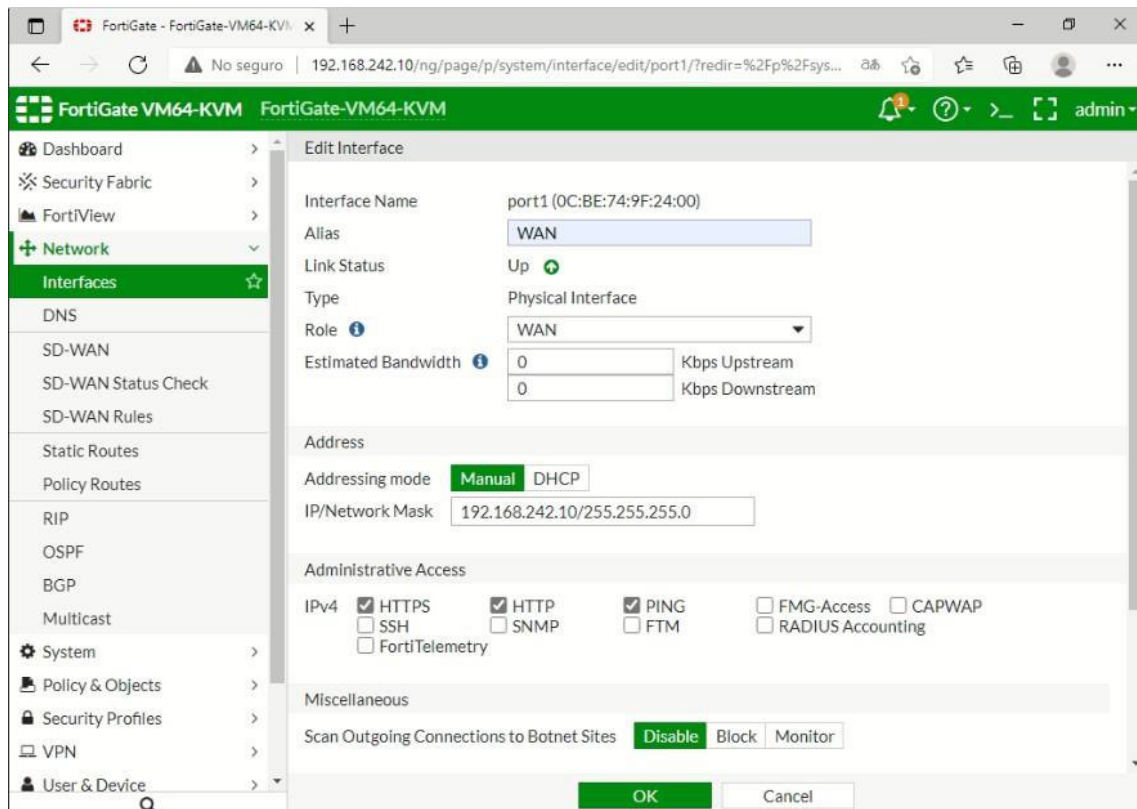 FortiGate - FortiGate-VM64-KVM
No seguro 192.168.242.10/ng/page/p/system/interface/edit/port1/?redir=%2Fp%2Fsys...
FortiGate VM64-KVM FortiGate-VM64-KVM 1 admin
Dashboard
Security Fabric
FortiView
Network
Interfaces
DNS
SD-WAN
SD-WAN Status Check
SD-WAN Rules
Static Routes
Policy Routes
RIP
OSPF
BGP
Multicast
System
Policy & Objects
Security Profiles
VPN
User & Device
Edit Interface
Interface Name port1 (0C:BE:74:9F:24:00)
Alias WAN
Link Status Up
Type Physical Interface
Role WAN
Estimated Bandwidth 0 Kbps Upstream
0 Kbps Downstream
Address
Addressing mode Manual DHCP
IP/Network Mask 192.168.242.10/255.255.255.0
Administrative Access
IPv4 HTTPS HTTP PING FMG-Access CAPWAP
SSH SNMP FTM RADIUS Accounting
FortiTelemetry
Miscellaneous
Scan Outgoing Connections to Botnet Sites Disable Block Monitor
OK Cancel